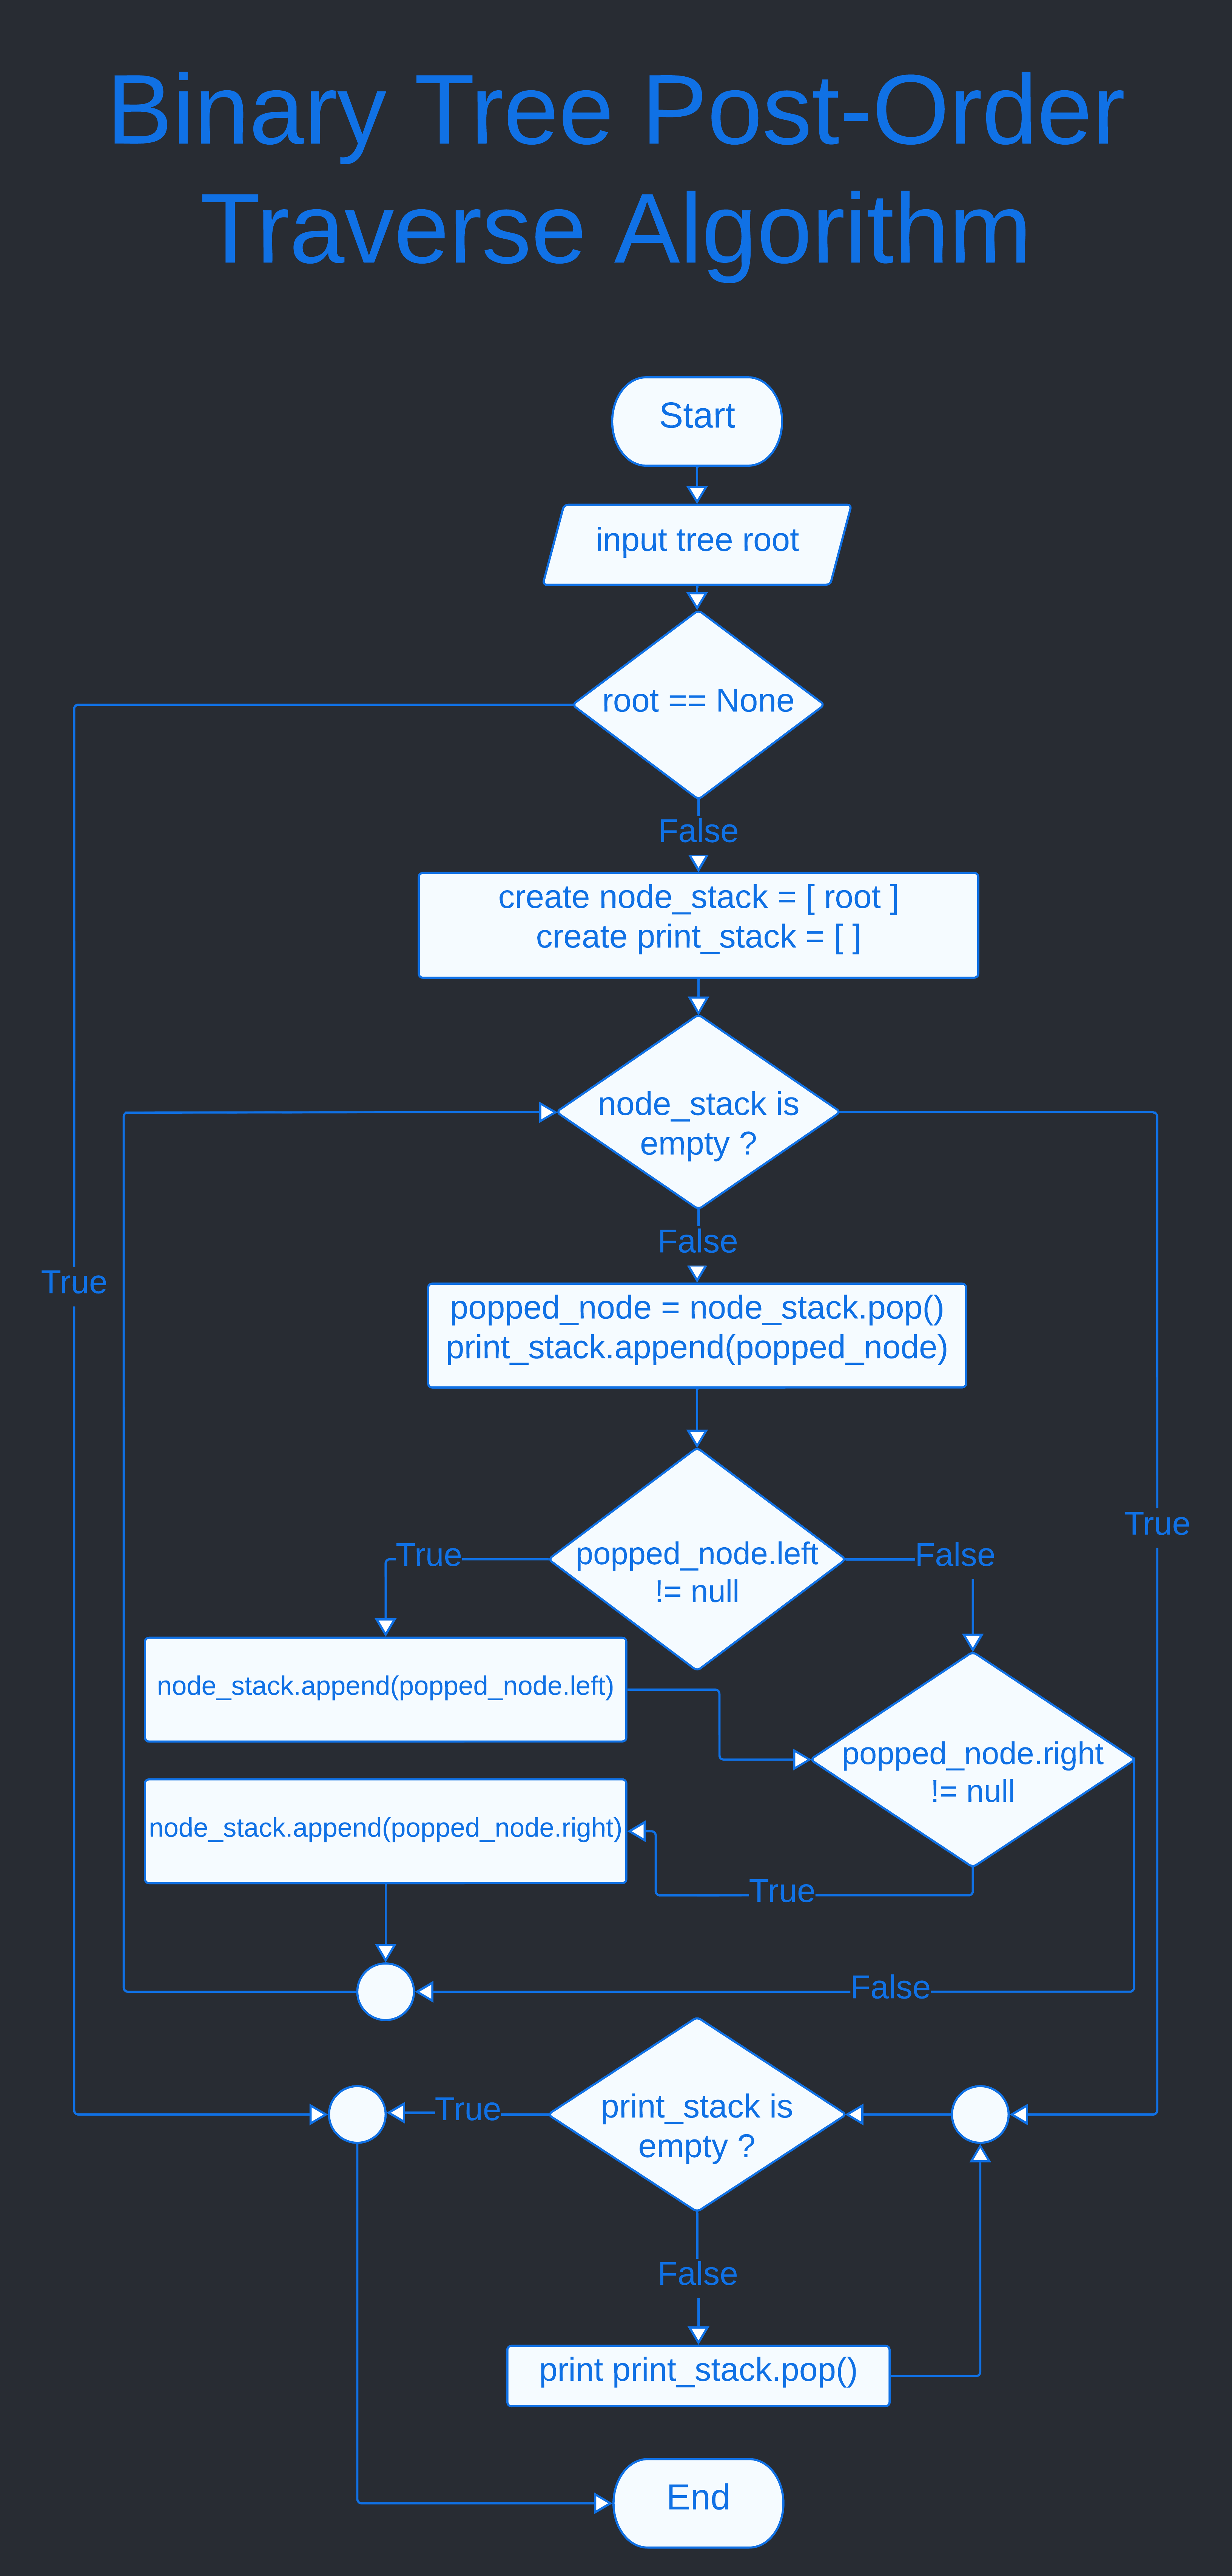 Binary Tree Post-Order
Traverse Algorithm
Start
input tree root
root == None
False
create node_stack = [ root ]
create print_stack = [ ]
node_stack is
empty ?
False
True
popped_node = node_stack.pop()
print_stack.append(popped_node)
True
True
popped_node.left
!= null
False
node_stack.append(popped_node.left)
popped_node.right
!= null
node_stack.append(popped_node.right)
True
False
True
print_stack is
empty ?
False
print print_stack.pop()
End